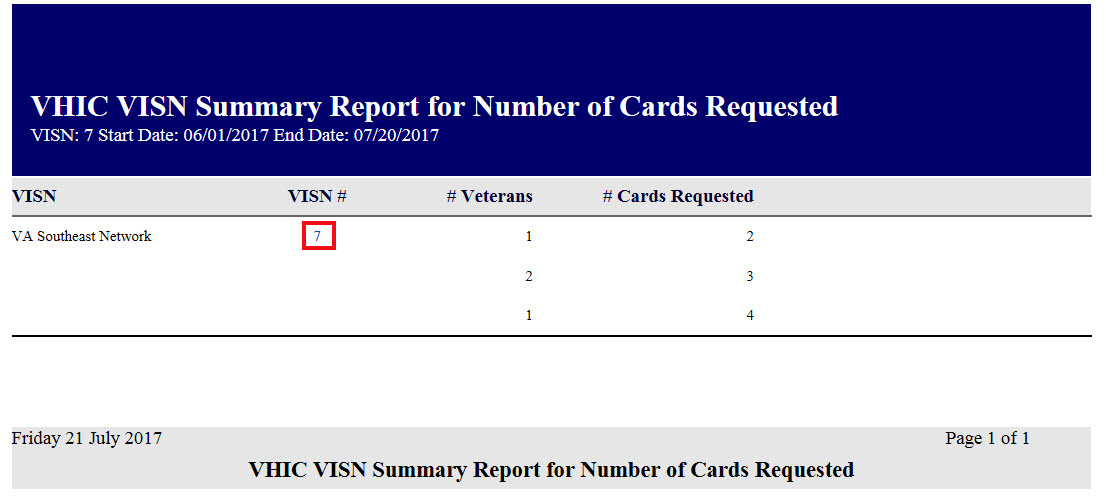 VHIC VISN Summary Report for Number of Cards Requested
VISN: 7 Start Date: 06/01/2017 End Date: 07/20/2017
VISN VISN # # Veterans # Cards Requested
VA Southeast Network 7 1 2
2 3
1 4
Friday 21 July 2017 Page 1 of 1
VHIC VISN Summary Report for Number of Cards Requested